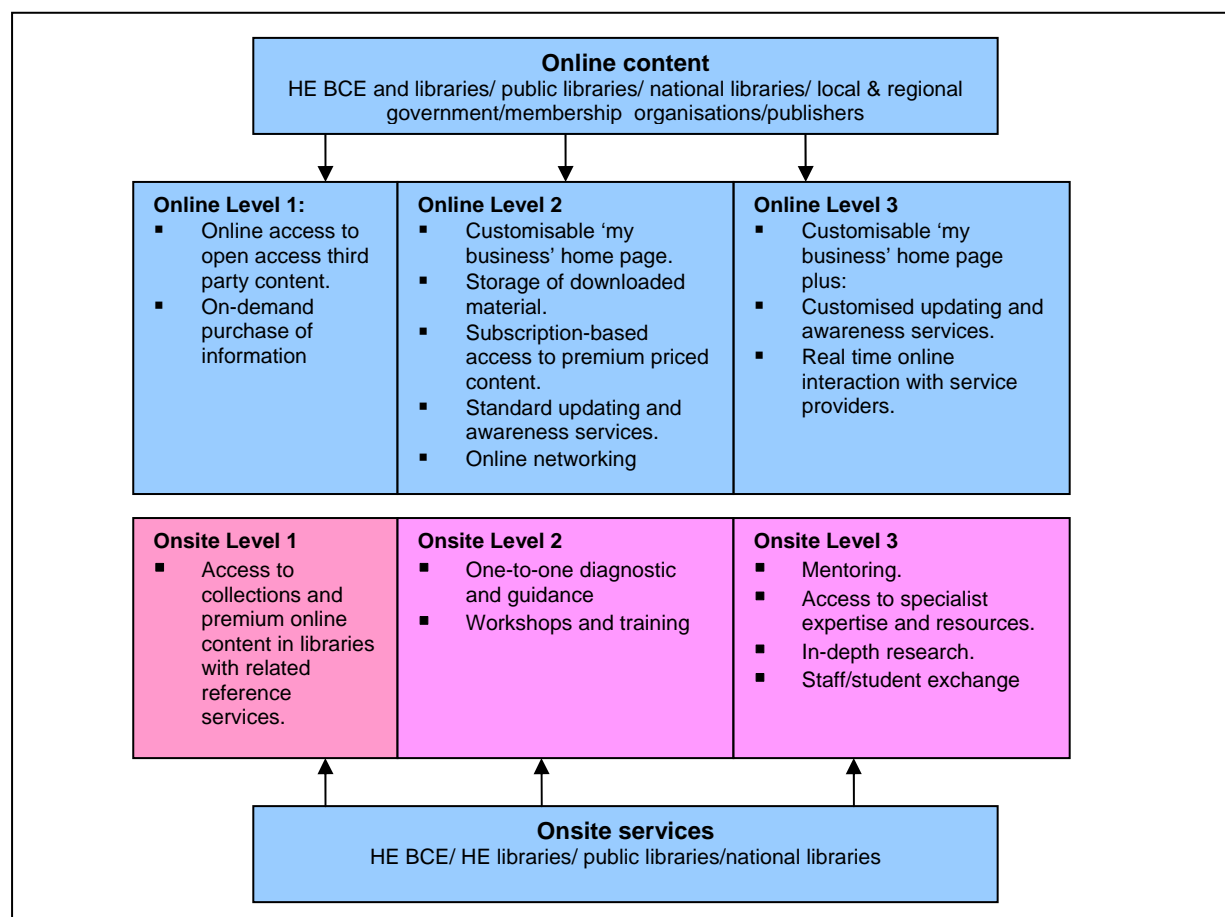 Online content
HE BCE and libraries/ public libraries/ national libraries/ local & regional
government/membership organisations/publishers
Online Level 1:
▪ Online access to
open access third
party content.
▪ On-demand
purchase of
information
Online Level 2
▪ Customisable ‘my
business’ home page.
▪ Storage of downloaded
material.
▪ Subscription-based
access to premium priced
content.
▪ Standard updating and
awareness services.
▪ Online networking
Online Level 3
▪ Customisable ‘my
business’ home page
plus:
▪ Customised updating and
awareness services.
▪ Real time online
interaction with service
providers.
Onsite Level 1
▪ Access to
collections and
premium online
content in libraries
with related
reference
services.
Onsite Level 2
▪ One-to-one diagnostic
and guidance
▪ Workshops and training
Onsite Level 3
▪ Mentoring.
▪ Access to specialist
expertise and resources.
▪ In-depth research.
▪ Staff/student exchange
Onsite services
HE BCE/ HE libraries/ public libraries/national libraries